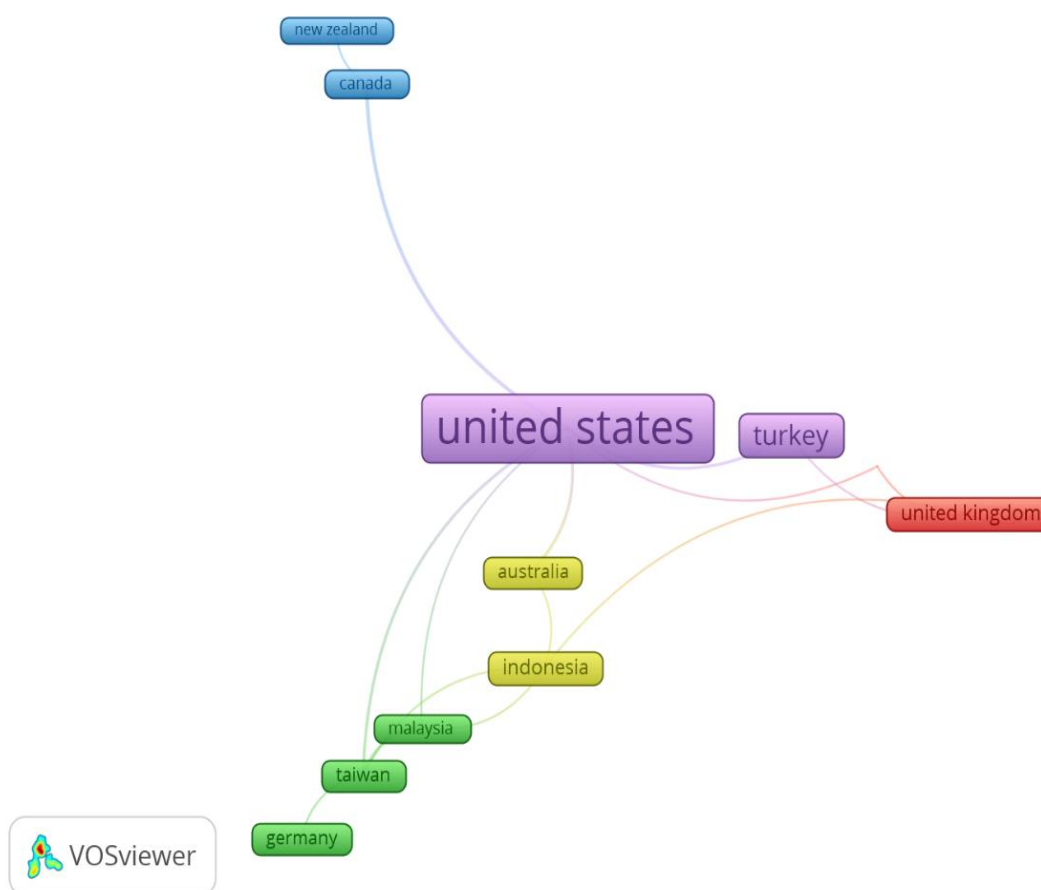 new zealand
canada
united states
turkey
united kingdom
australia
indonesia
malaysia
taiwan
germany
VOSviewer